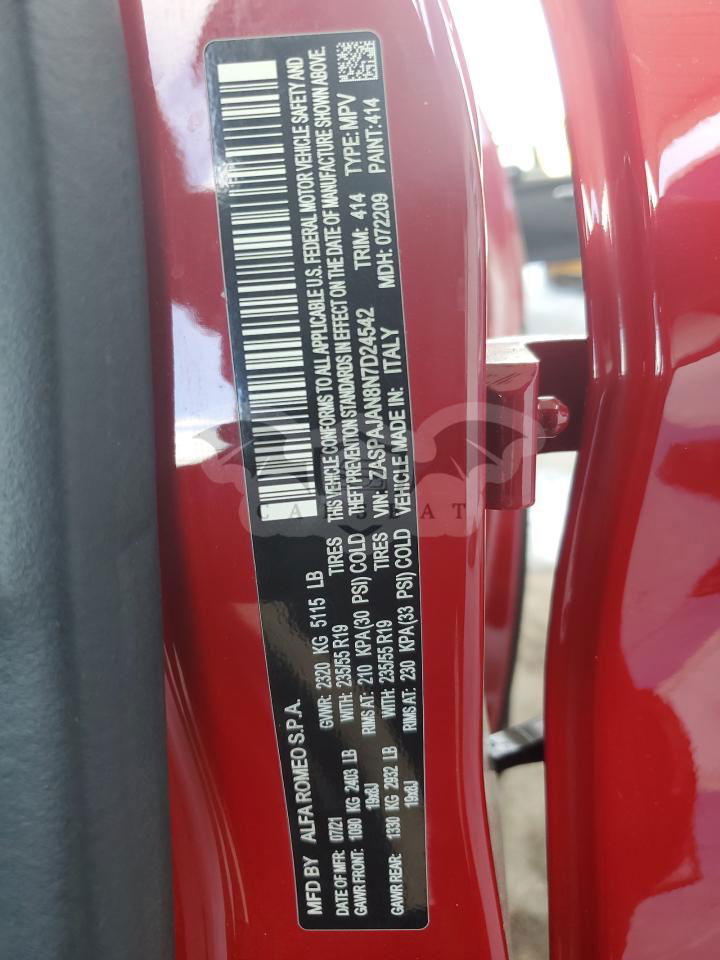 MFD BY ALFA ROMEO S.P.A.
DATE OF MFR: 07/21 GVWR: 2320 KG 5115 LB TIRES THIS VEHICLE CONFORMS TO ALL APPLICABLE U.S. FEDERAL MOTOR VEHICLE SAFETY AND
GAWR FRONT: 1090 KG 2403 LB WITH: 235/55 R19 THEFT PREVENTION STANDARDS IN EFFECT ON THE DATE OF MANUFACTURE SHOWN ABOVE.
19x8J RIMS AT: 210 KPA(30 PSI) COLD
GAWR REAR: 1330 KG 2932 LB WITH: 235/55 R19 TIRES VIN: ZASPAJAN8N7D24542 TRIM: 414 TYPE: MPV
19x8J RIMS AT: 230 KPA(33 PSI) COLD VEHICLE MADE IN: ITALY MDH: 072209 PAINT: 414